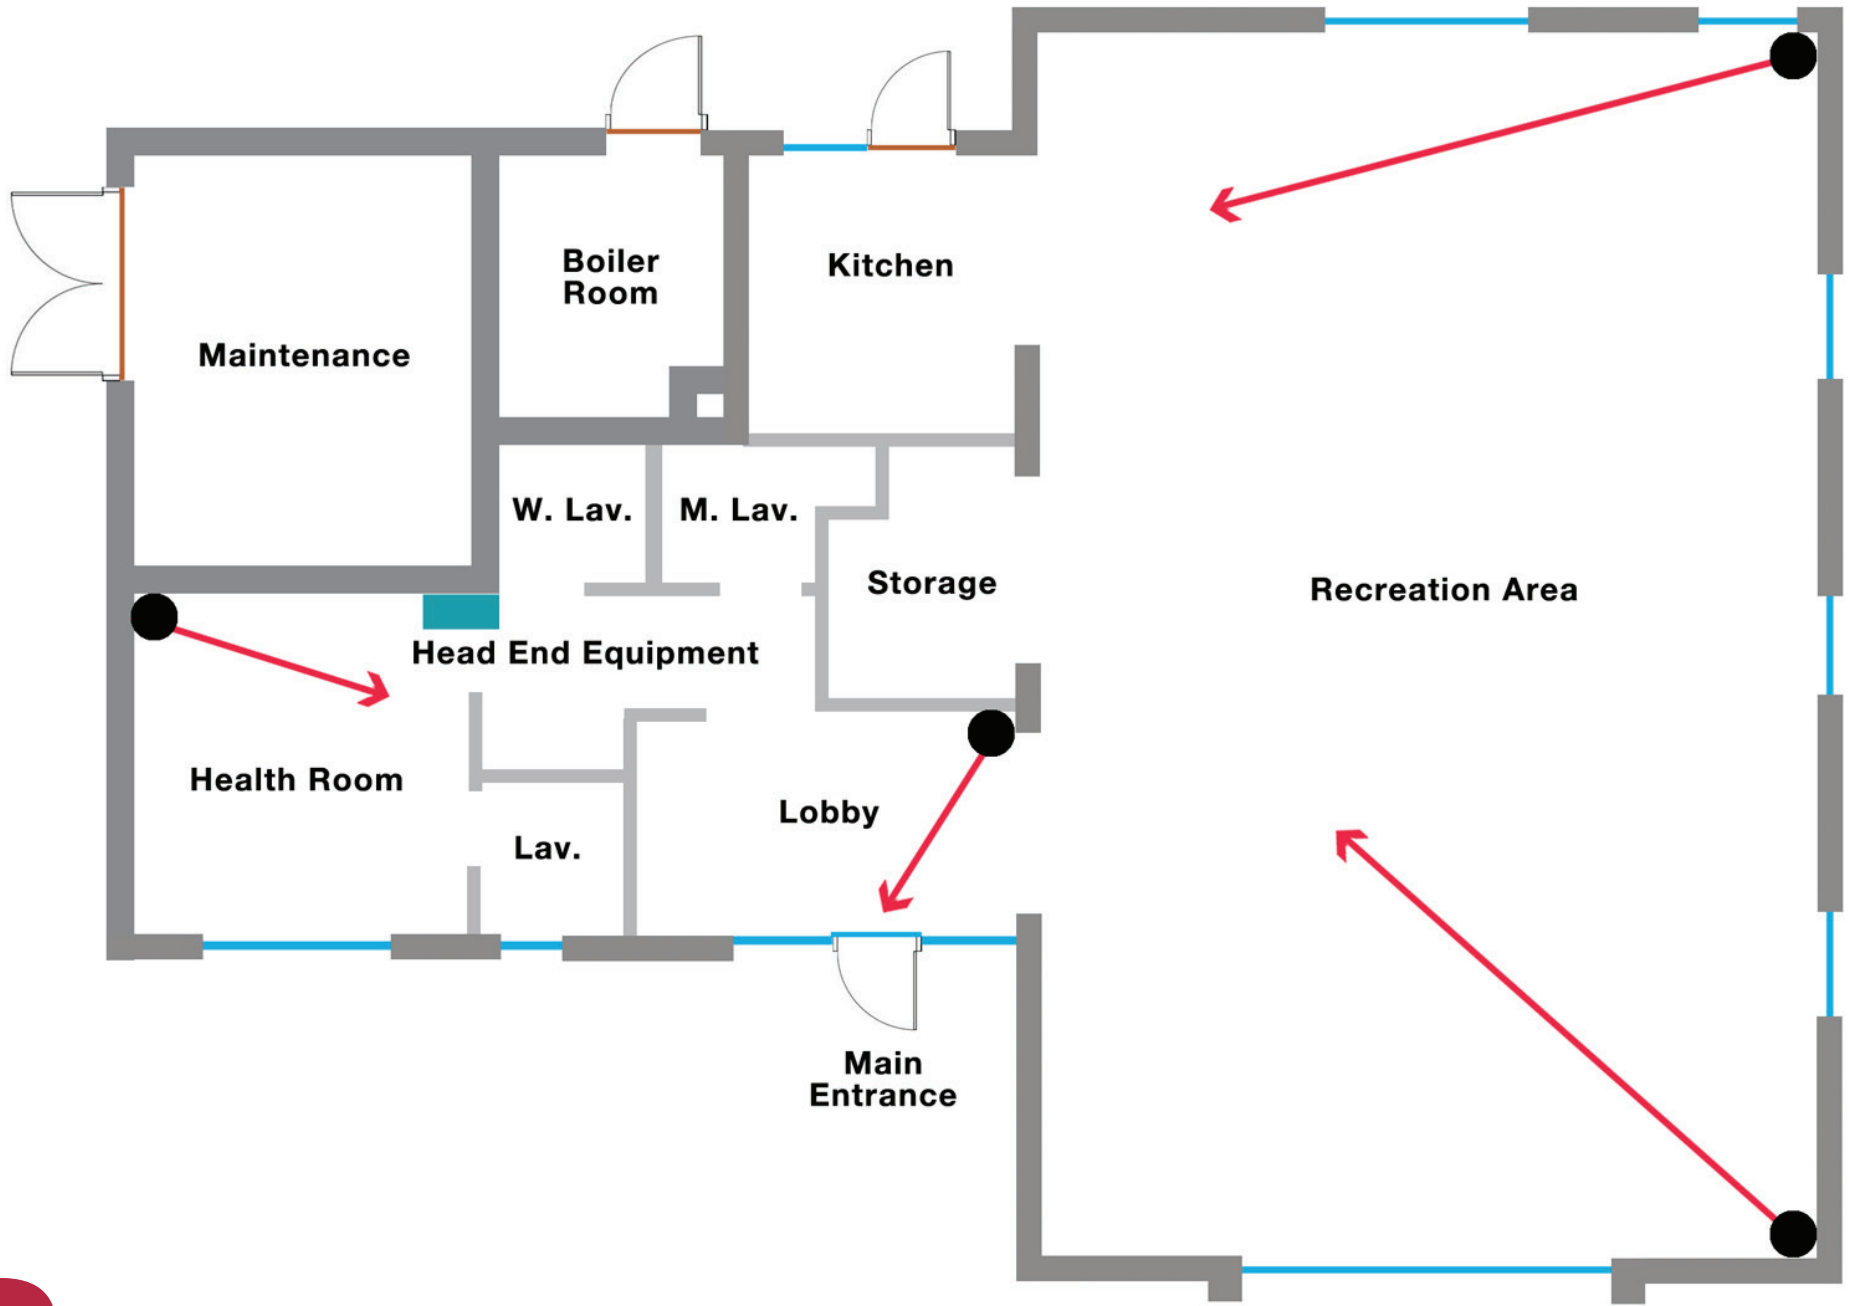 Boiler
Room
Kitchen
Maintenance
W. Lav.
M. Lav.
Storage
Recreation Area
Head End Equipment
Health Room
Lobby
Lav.
Main
Entrance